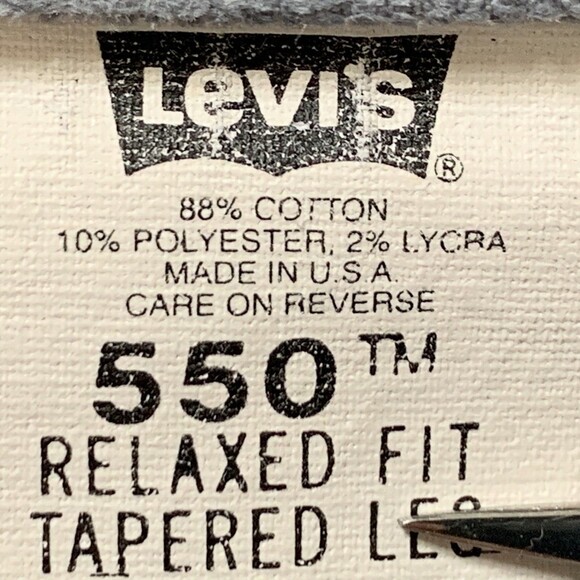 Levi's ®
88% COTTON
10% POLYESTER, 2% LYCRA
MADE IN U.S.A.
CARE ON REVERSE
550™
RELAXED FIT
TAPERED LEG